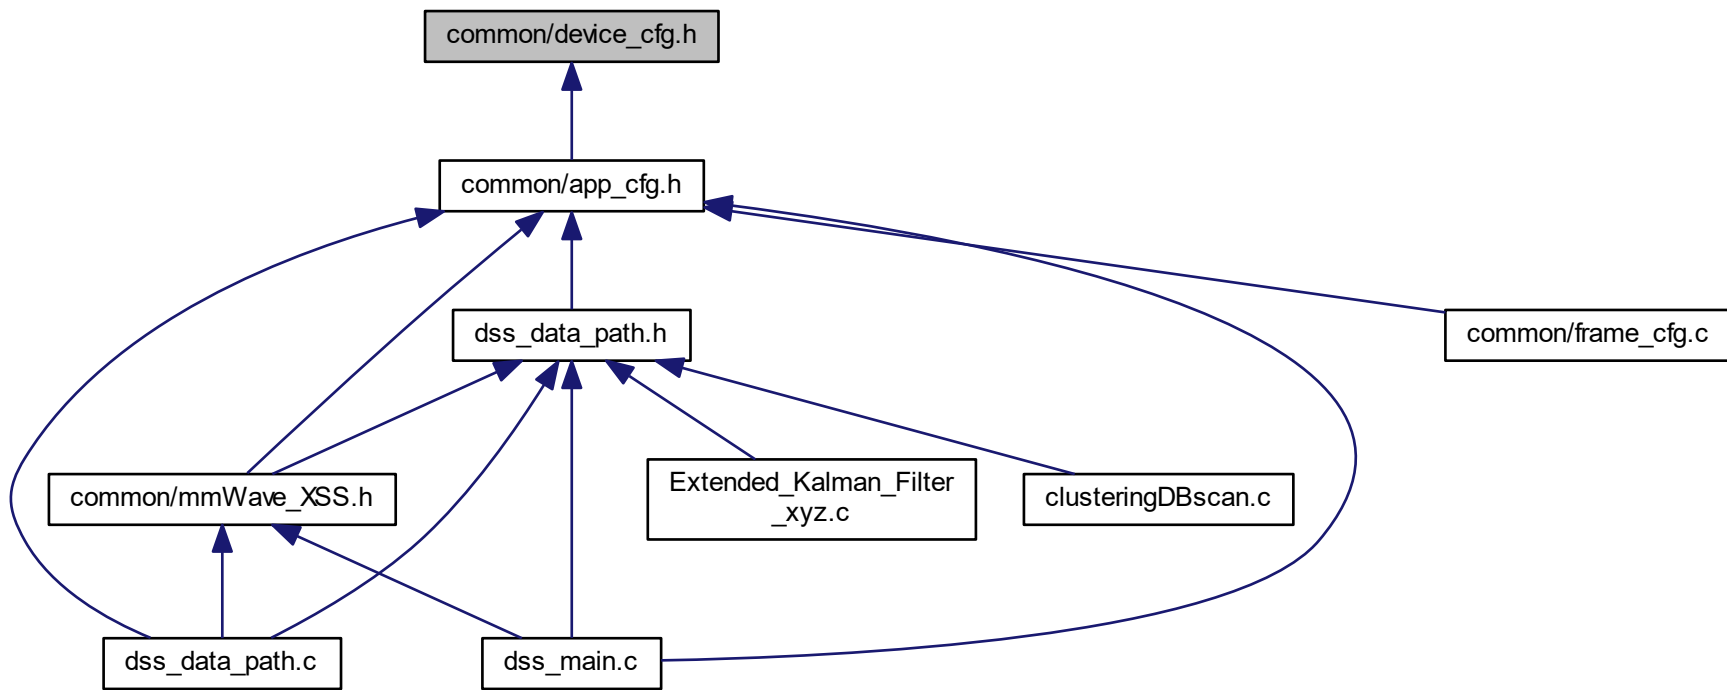 common/device_cfg.h
common/app_cfg.h
dss_data_path.h
common/frame_cfg.c
common/mmWave_XSS.h
Extended_Kalman_Filter
_xyz.c
clusteringDBscan.c
dss_data_path.c
dss_main.c